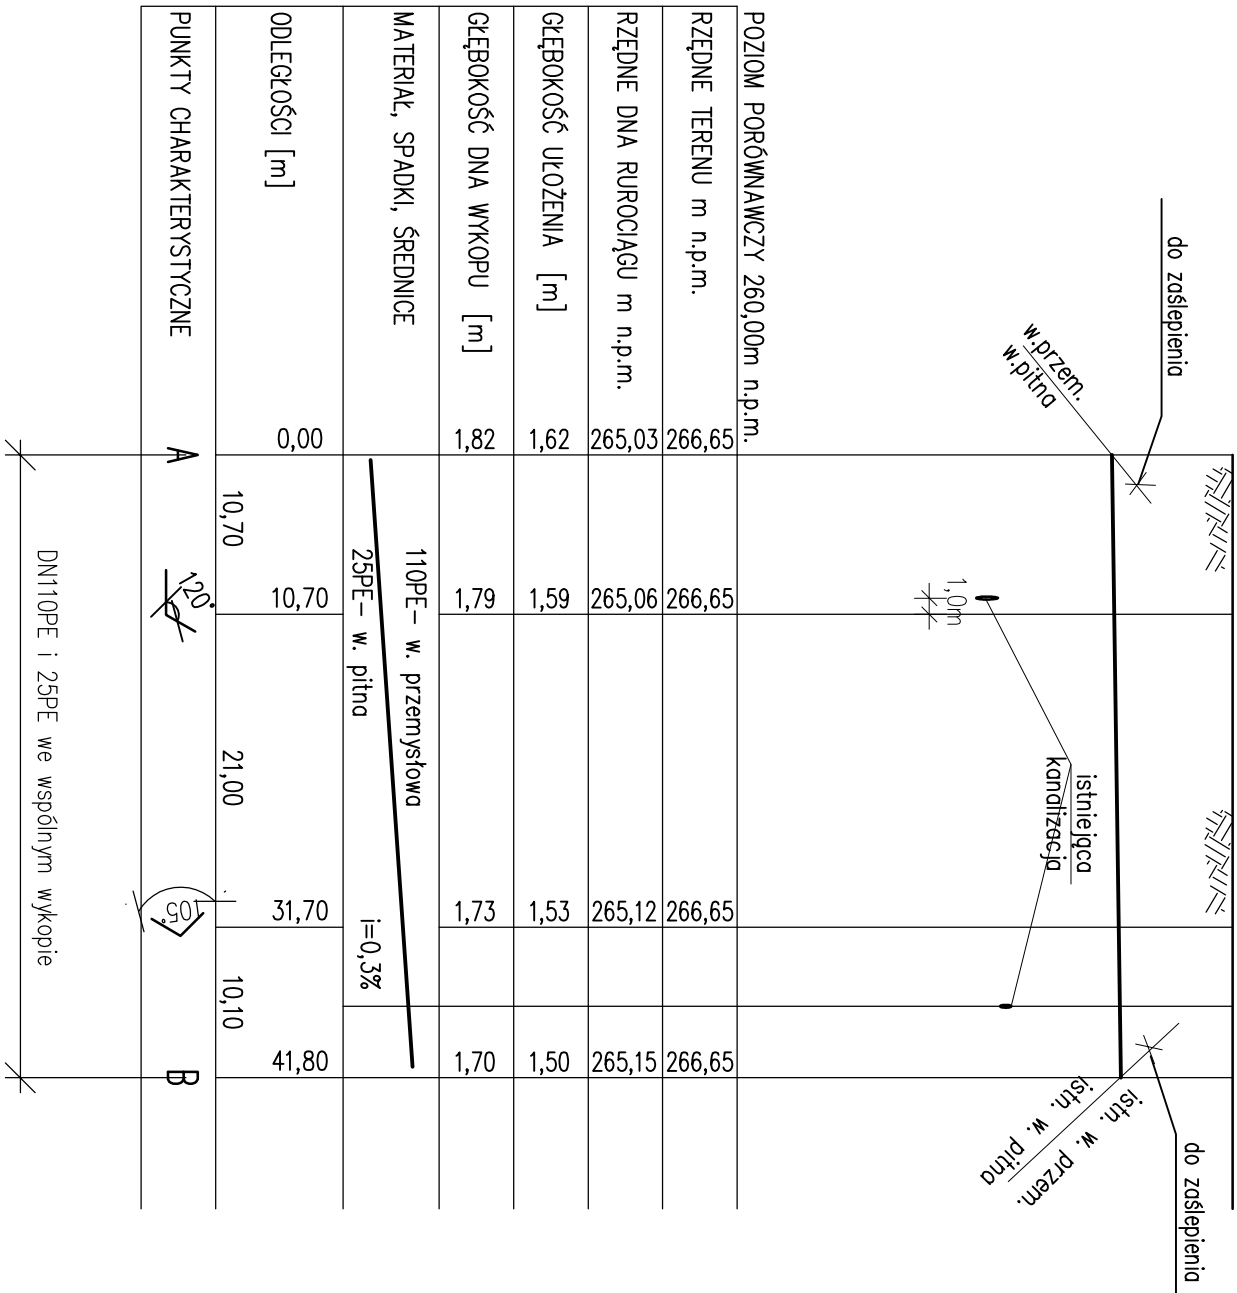 do zaślepienia
w.przem.
w.pitna
1,0m
istniejąca
kanalizacja
do zaślepienia
istn. w. przem.
istn. w. pitna
POZIOM PORÓWNAWCZY 260,00m n.p.m.
RZĘDNE TERENU m n.p.m. 266,65 266,65 266,65 266,65
RZĘDNE DNA RUROCIĄGU m n.p.m. 265,03 265,06 265,12 265,15
GŁĘBOKOŚĆ UŁOŻENIA [m] 1,62 1,59 1,53 1,50
GŁĘBOKOŚĆ DNA WYKOPU [m] 1,82 1,79 1,73 1,70
MATERIAŁ, SPADKI, ŚREDNICE
110PE- w. przemysłowa
25PE- w. pitna
i=0,3%
ODLEGŁOŚCI [m] 0,00 10,70 31,70 41,80
10,70 21,00 10,10
PUNKTY CHARAKTERYSTYCZNE A 120° 105° B
DN110PE i 25PE we wspólnym wykopie